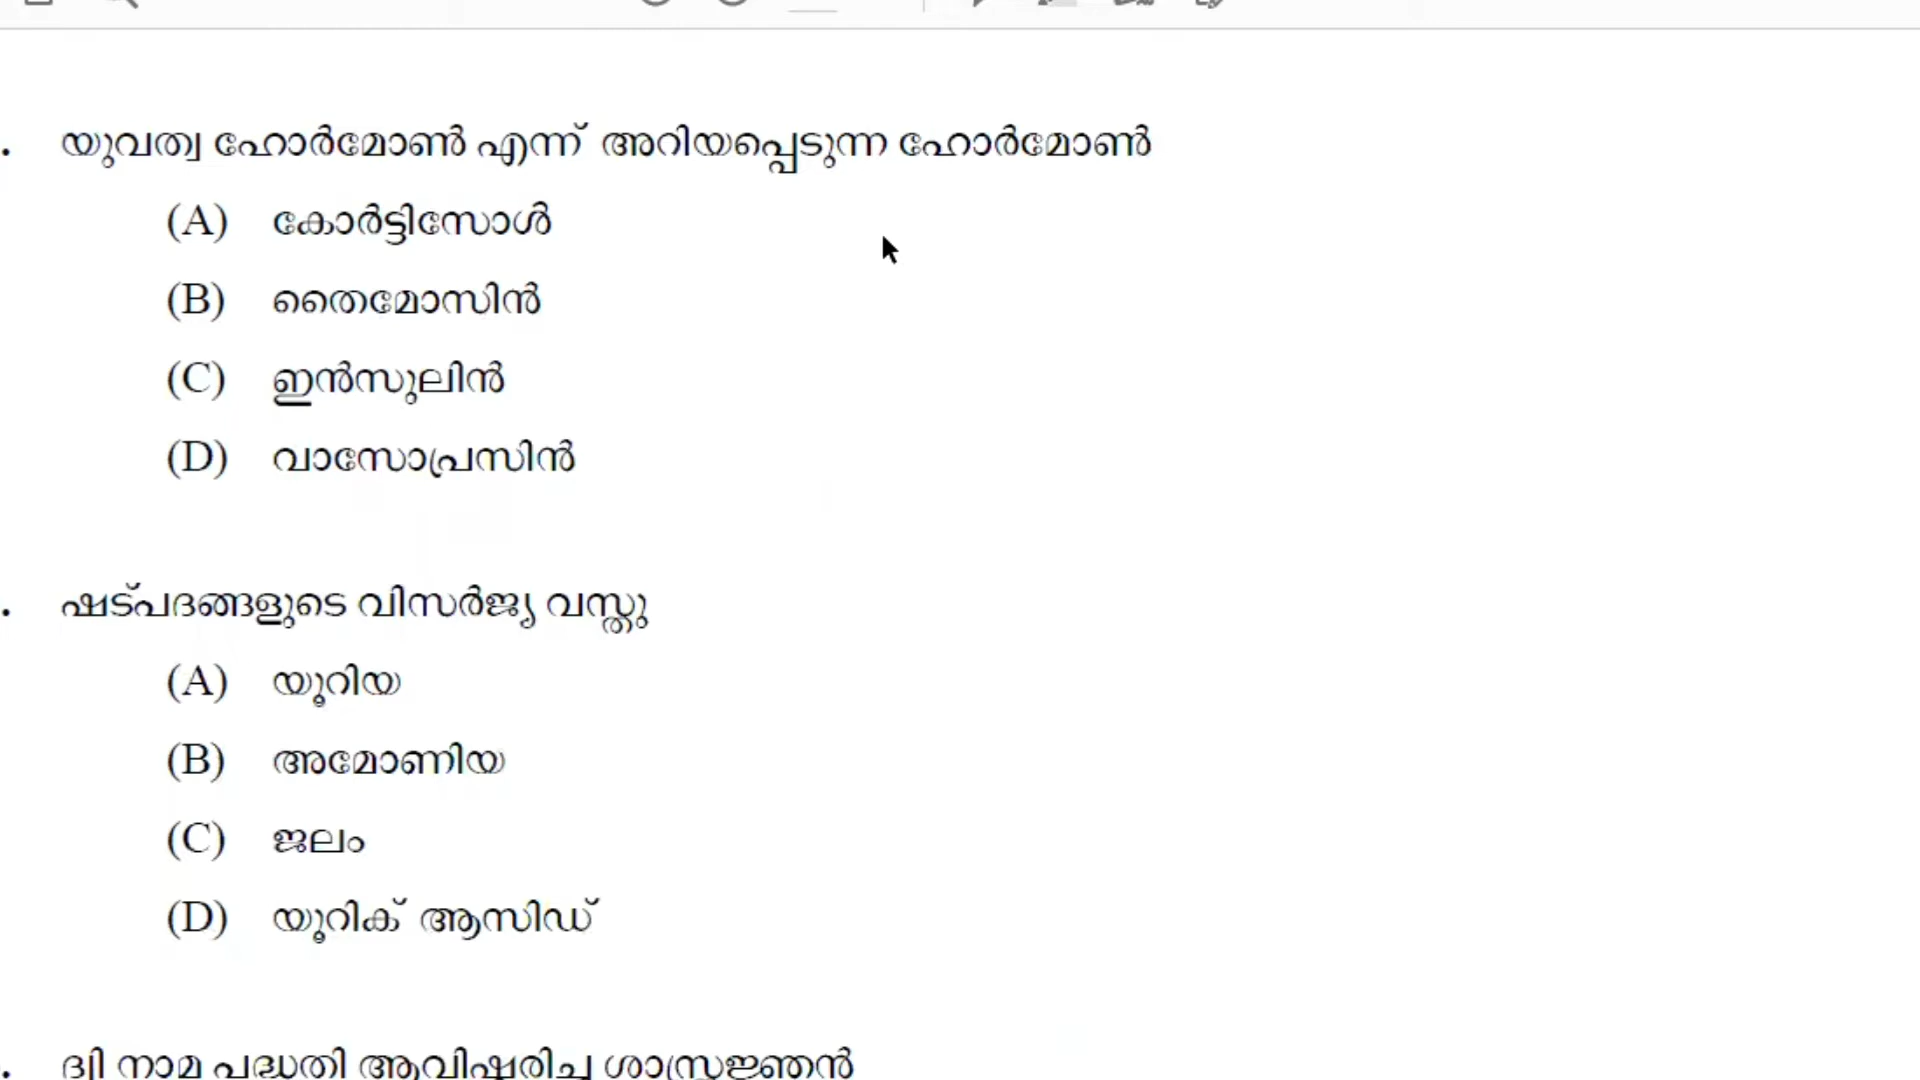 . യുവത്വ ഹോർമോൺ എന്ന് അറിയപ്പെടുന്ന ഹോർമോൺ
(A) കോർട്ടിസോൾ
(B) തൈമോസിൻ
(C) ഇൻസുലിൻ
(D) വാസോപ്രസിൻ
. ഷട്പദങ്ങളുടെ വിസർജ്യ വസ്തു
(A) യൂറിയ
(B) അമോണിയ
(C) ജലം
(D) യൂറിക് ആസിഡ്
. ദ്വി നാമ പദ്ധതി ആവിഷ്കരിച്ച ശാസ്ത്രജ്ഞൻ